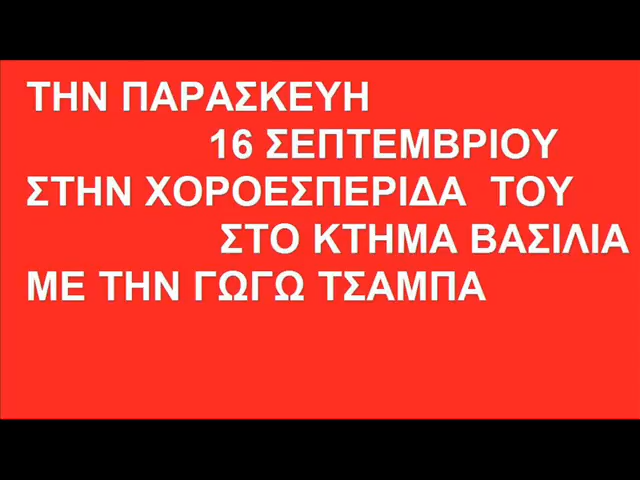 ΤΗΝ ΠΑΡΑΣΚΕΥΗ
16 ΣΕΠΤΕΜΒΡΙΟΥ
ΣΤΗΝ ΧΟΡΟΕΣΠΕΡΙΔΑ ΤΟΥ
ΣΤΟ ΚΤΗΜΑ ΒΑΣΙΛΙΑ
ΜΕ ΤΗΝ ΓΩΓΩ ΤΣΑΜΠΑ